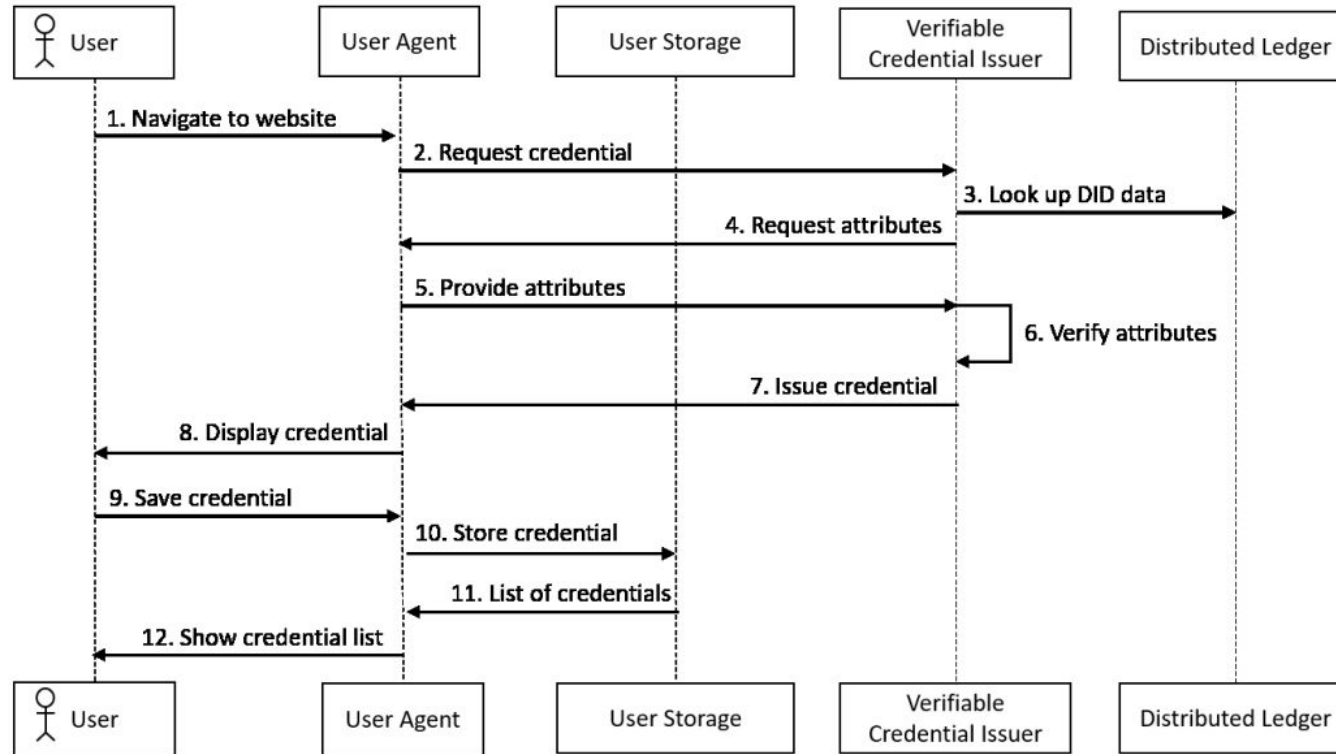 User
User Agent
User Storage
Verifiable
Credential Issuer
Distributed Ledger
1. Navigate to website
2. Request credential
3. Look up DID data
4. Request attributes
5. Provide attributes
6. Verify attributes
7. Issue credential
8. Display credential
9. Save credential
10. Store credential
11. List of credentials
12. Show credential list
User
User Agent
User Storage
Verifiable
Credential Issuer
Distributed Ledger